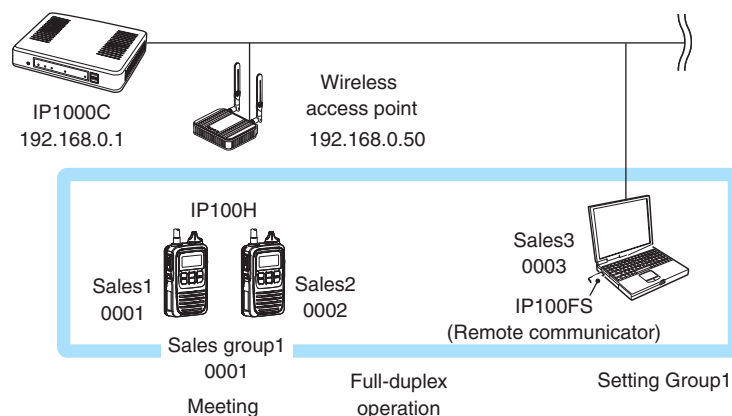 IP1000C
192.168.0.1
Wireless
access point
192.168.0.50
IP100H
Sales1
0001
Sales2
0002
Sales3
0003
IP100FS
(Remote communicator)
Sales group1
0001
Meeting
Full-duplex
operation
Setting Group1